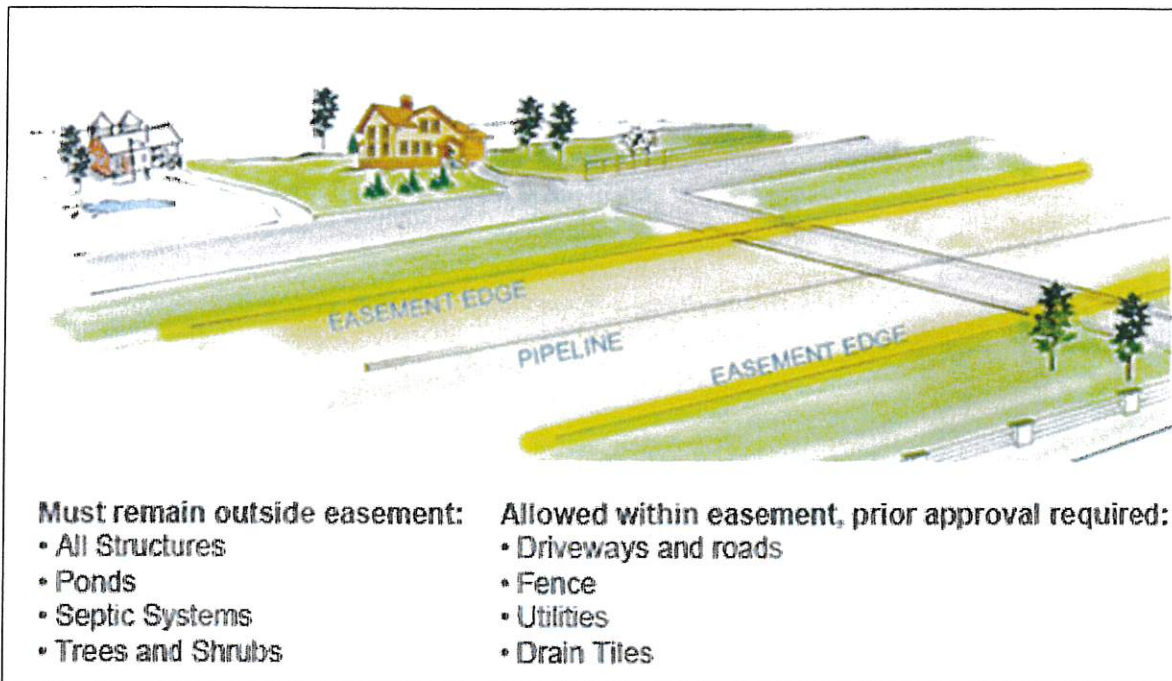 EASEMENT EDGE
PIPELINE
EASEMENT EDGE
Must remain outside easement:
• All Structures
• Ponds
• Septic Systems
• Trees and Shrubs
Allowed within easement, prior approval required:
• Driveways and roads
• Fence
• Utilities
• Drain Tiles